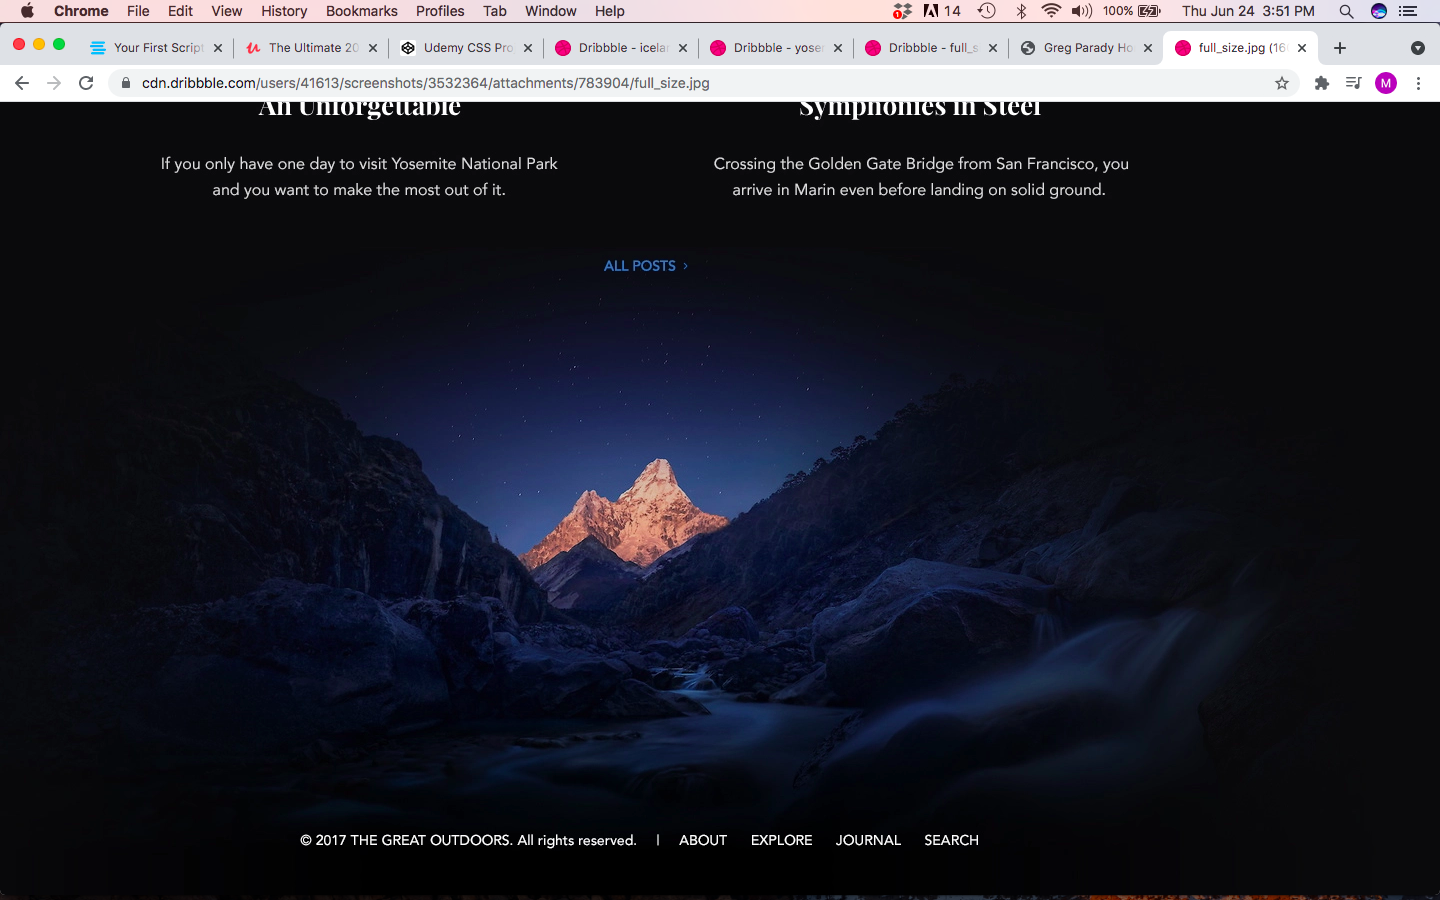 Chrome File Edit View History Bookmarks Profiles Tab Window Help 14 100% Thu Jun 24 3:51 PM
Your First Script The Ultimate 20 Udemy CSS Pro Dribbble - icelan Dribbble - yosem Dribbble - full_s Greg Parady Ho full_size.jpg (16
cdn.dribbble.com/users/41613/screenshots/3532364/attachments/783904/full_size.jpg M
An Unforgettable Symphonies in Steel
If you only have one day to visit Yosemite National Park
and you want to make the most out of it.
Crossing the Golden Gate Bridge from San Francisco, you
arrive in Marin even before landing on solid ground.
ALL POSTS >
© 2017 THE GREAT OUTDOORS. All rights reserved. | ABOUT EXPLORE JOURNAL SEARCH